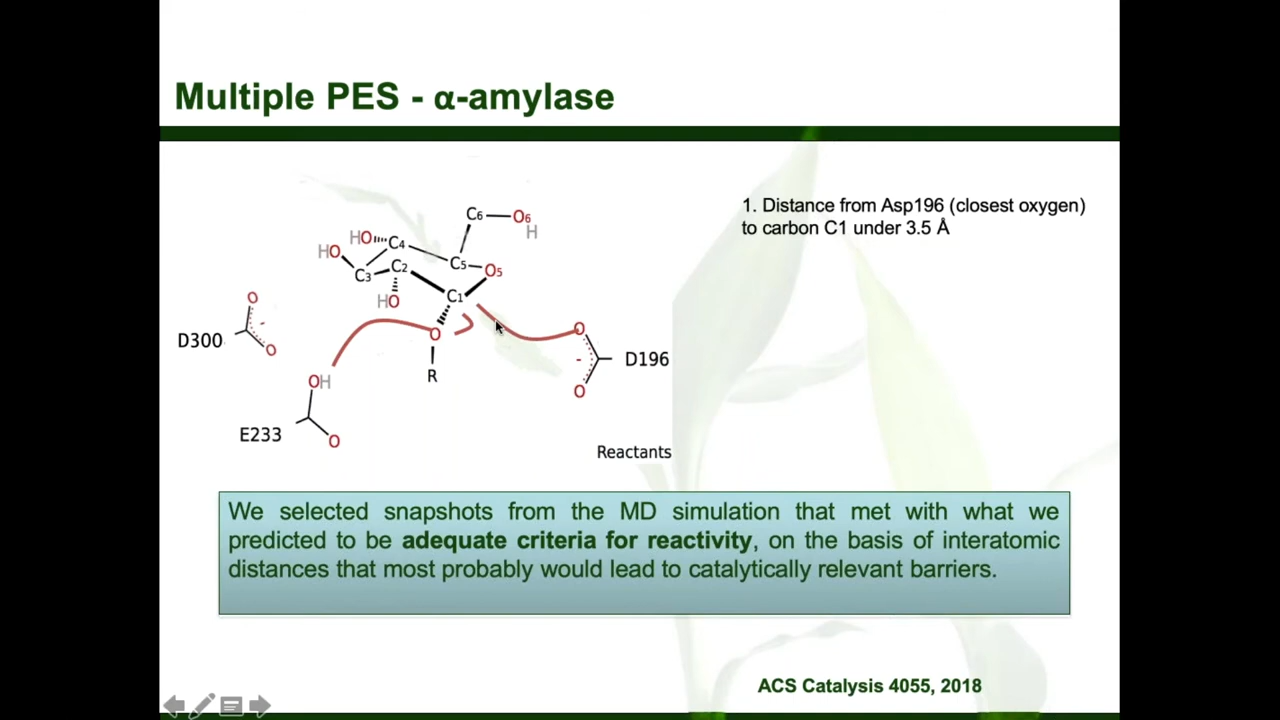 Multiple PES - α-amylase
1. Distance from Asp196 (closest oxygen)
to carbon C1 under 3.5 Å
C6 O6
H
HO C4
HO
C3 C2 C5 O5
HO C1
O
D300
O
O
R
O
D196
O
OH
E233
O
Reactants
We selected snapshots from the MD simulation that met with what we
predicted to be adequate criteria for reactivity, on the basis of interatomic
distances that most probably would lead to catalytically relevant barriers.
ACS Catalysis 4055, 2018